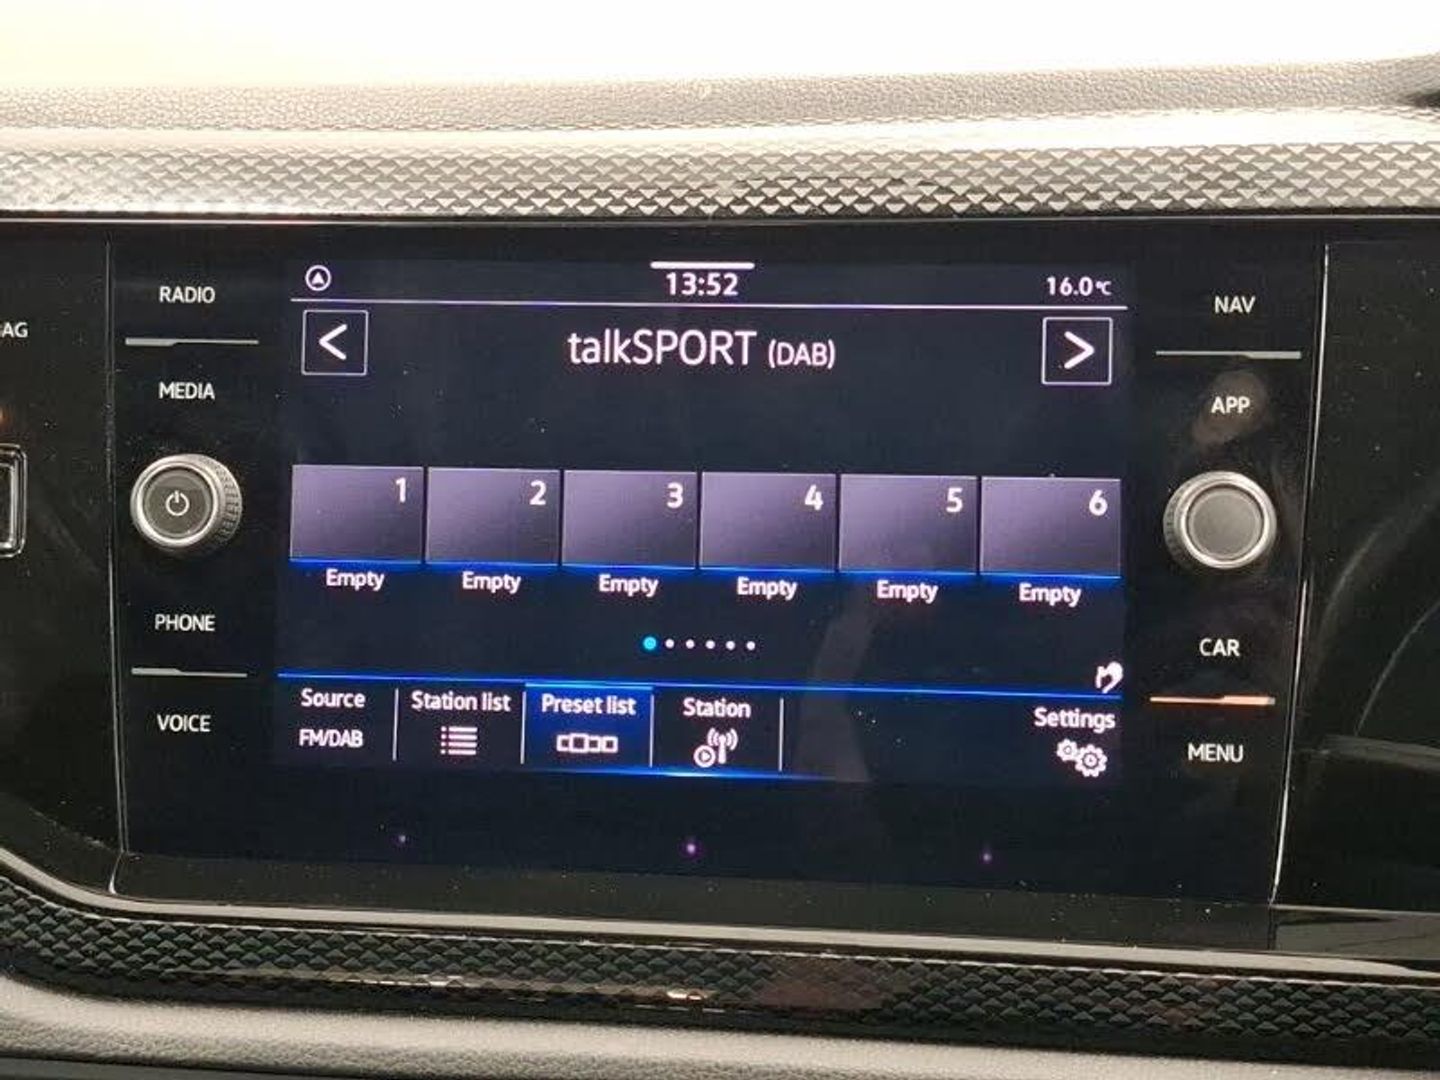 AG
RADIO
MEDIA
PHONE
VOICE
13:52
16.0°C
<
talkSPORT (DAB)
>
1
2
3
4
5
6
Empty
Empty
Empty
Empty
Empty
Empty
Source
FM/DAB
Station list
Preset list
Station
Settings
NAV
APP
CAR
MENU